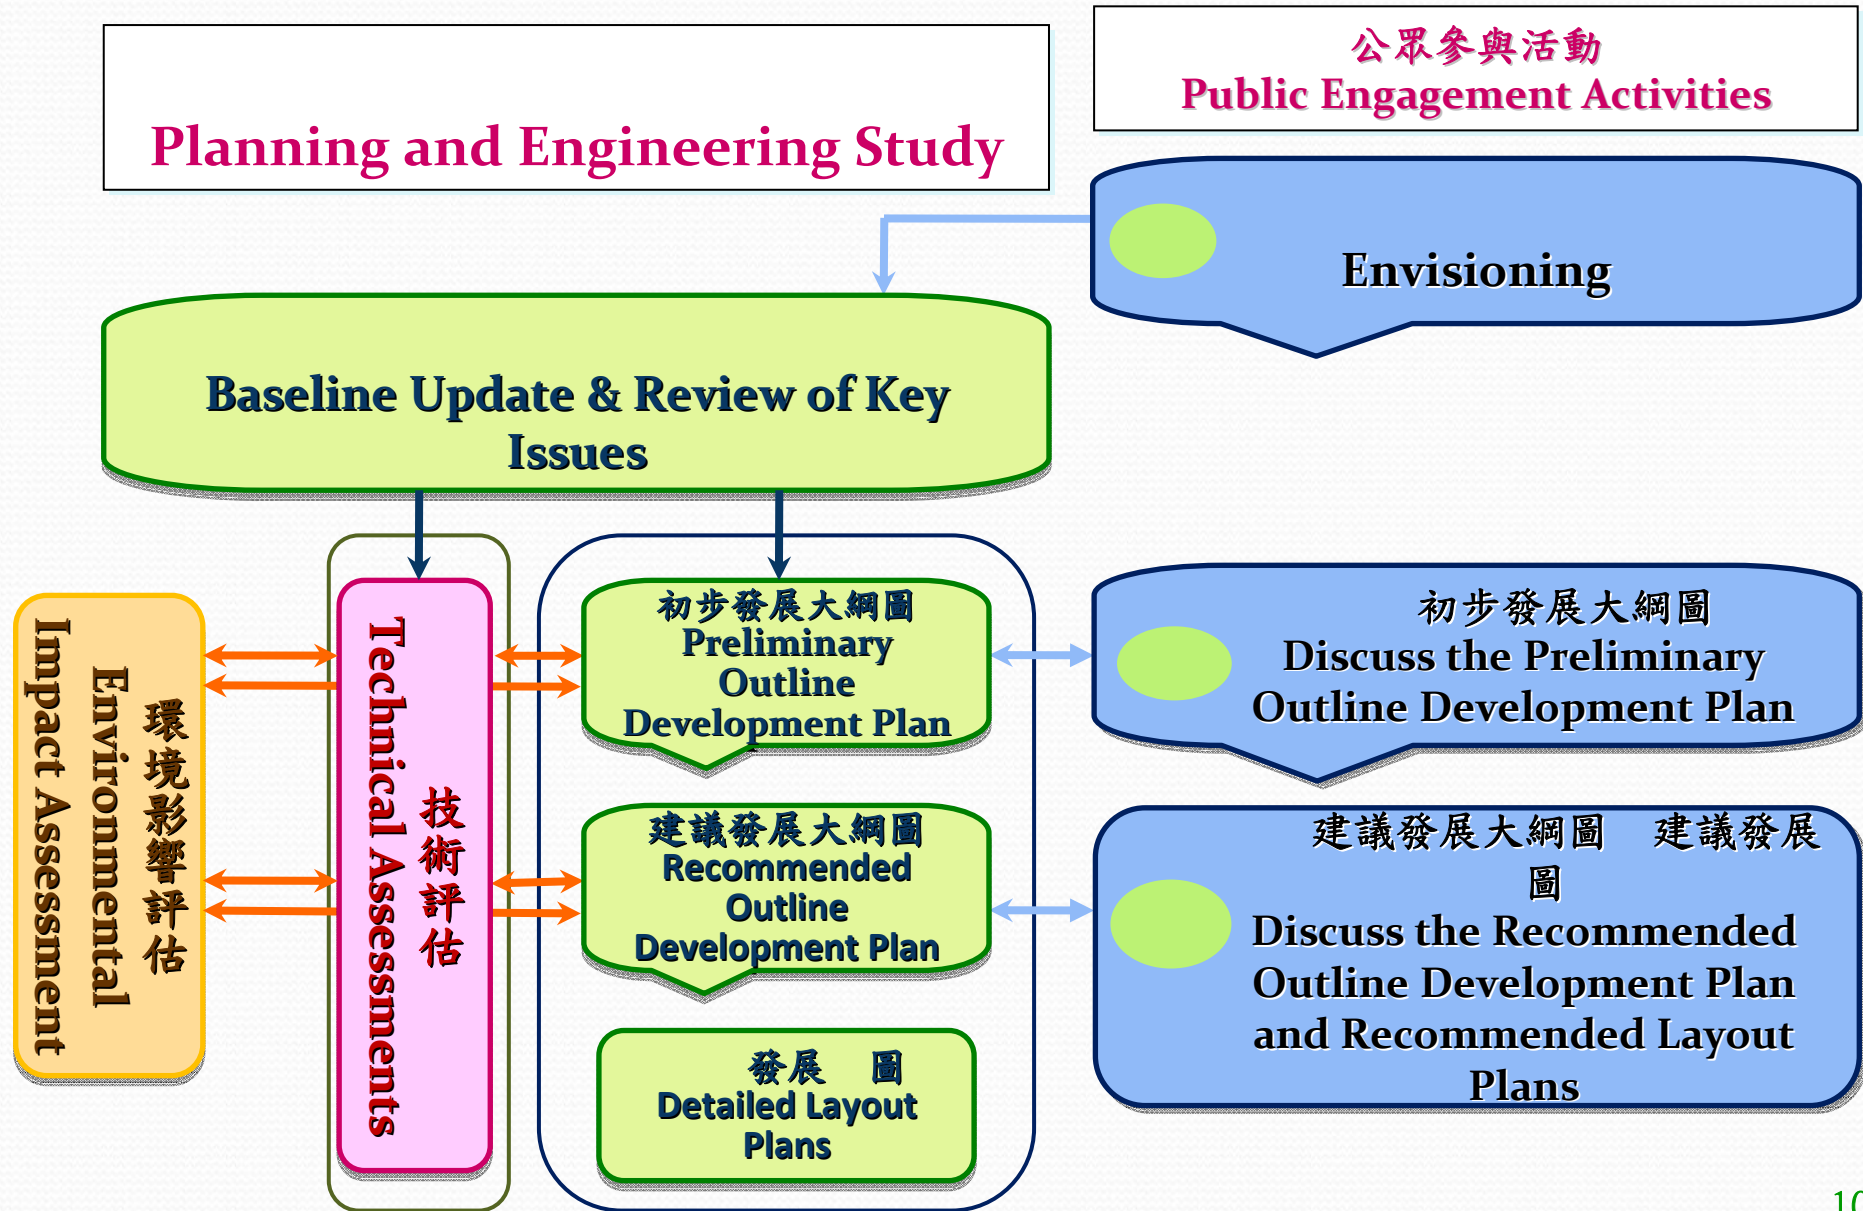 Planning and Engineering Study
公眾參與活動
Public Engagement Activities
Envisioning
Baseline Update & Review of Key
Issues
環境影響評估
Environmental
Impact Assessment
技術評估
Technical Assessments
初步發展大綱圖
Preliminary
Outline
Development Plan
建議發展大綱圖
Recommended
Outline
Development Plan
發展 圖
Detailed Layout
Plans
初步發展大綱圖
Discuss the Preliminary
Outline Development Plan
建議發展大綱圖 建議發展
圖
Discuss the Recommended
Outline Development Plan
and Recommended Layout
Plans
10